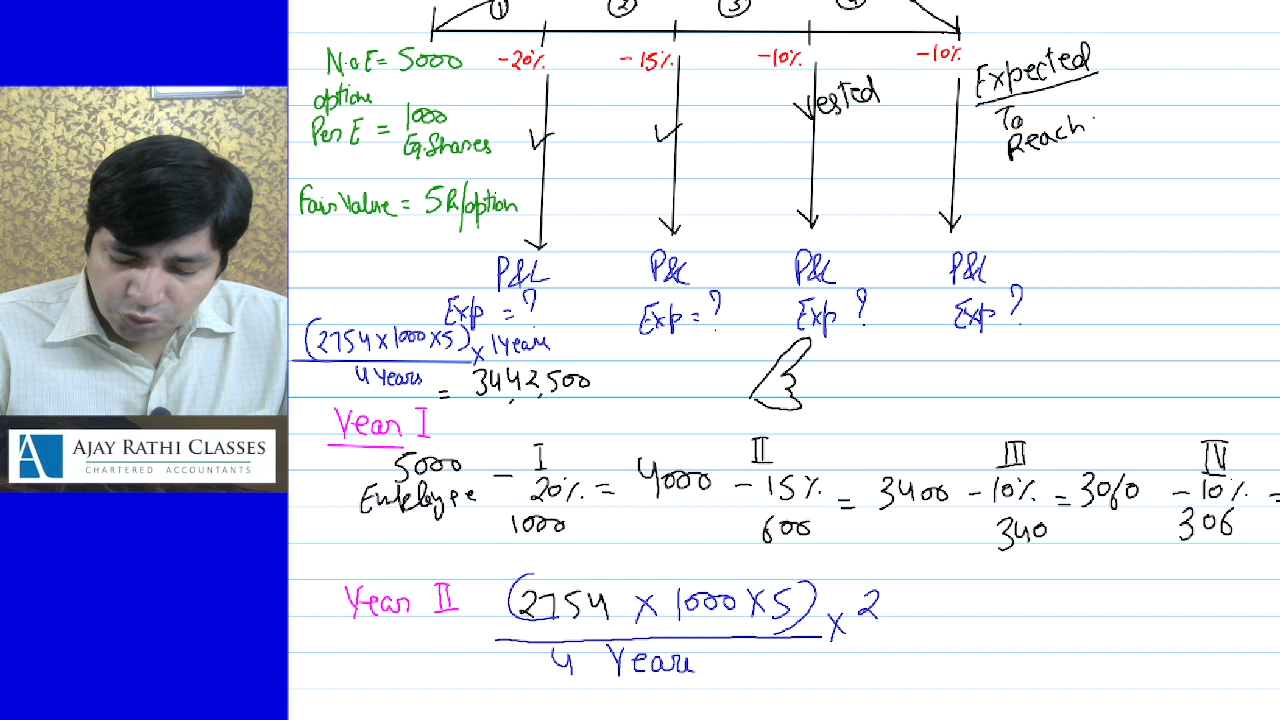 ① ② ③
N.o E = 5000 -20% -15% -10% -10% Expected
options Vested To
Per E = 1000 Reach.
Eq. Shares
Fair Value = 5 R/option
P&L P&L P&L P&L
Exp = ? Exp = ? Exp ? Exp ?
(2754 x 1000 x 5) x 1 Years
4 Years = 3442,500
Year I
5000 - I 20% = 4000 - II 15% = 3400 - III 10% = 3060 - IV 10% =
Employee 1000 600 340 306
Year II (2754 x 1000 x 5) x 2
4 Years
AJAY RATHI CLASSES
CHARTERED ACCOUNTANTS